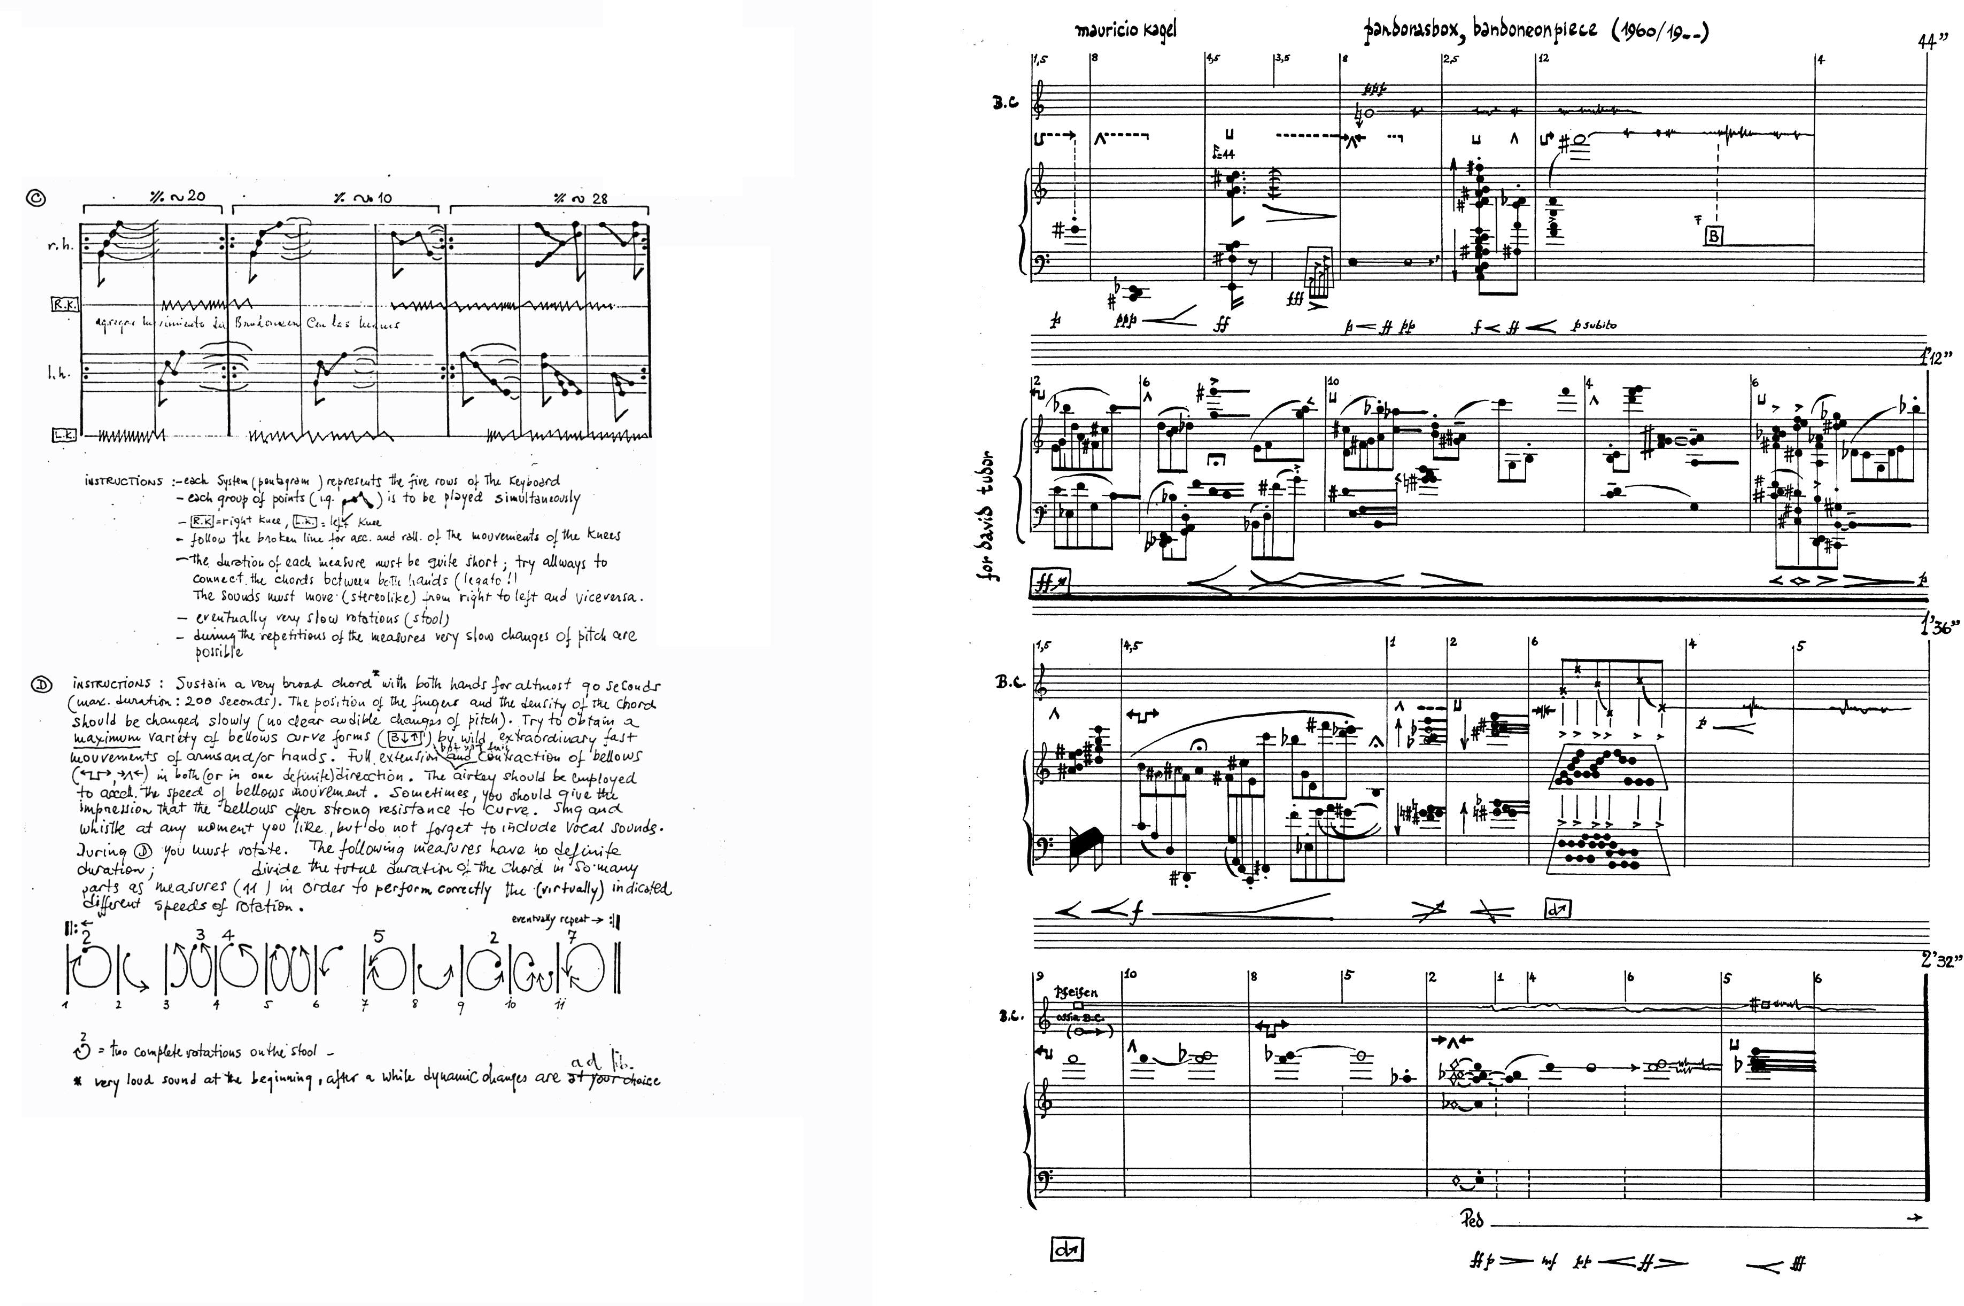 C
% ~ 20
% ~ 10
% ~ 28
r.h.
R.K.
agregar movimiento del Bandoneon Con las
l.h.
L.K.
INSTRUCTIONS :-each System (pentagram) represents the five rows of the Keyboard
- each group of points (i.g. ) is to be played simultaneously
- R.K = right knee, L.K. = left knee
- follow the broken line for acc. and rall. of the mouvements of the Knees
- the duration of each measure must be quite short ; try allways to
connect the chords between both hands (legato!!
The sounds must move (stereolike) from right to left and viceversa.
- eventually very slow rotations (stool)
- during the repetitions of the measures very slow changes of pitch are
possible
D INSTRUCTIONS : Sustain a very broad chord * with both hands for altmost 90 seconds
(max. duration : 200 seconds). The position of the fingers and the density of the Chord
should be changed slowly (no clear audible changes of pitch). Try to obtain a
maximum variety of bellows curve forms (B↓↑) by wild, extraordinary fast
mouvements of arms and/or hands. Full extension and contraction of bellows
in both (or in one definite) direcction. The airkey should be employed
to accel. the speed of bellows mouvement. Sometimes, you should give the
impression that the bellows offer strong resistance to curve. Sing and
whistle at any moment you like, but do not forget to include vocal sounds.
During D you must rotate. The following measures have no definite
duration; divide the total duration of the chord in so many
parts as measures (11) in order to perform correctly the (virtually) indicated
different speeds of rotation.
eventually repeat → :||
2 3 4 5 2 7
1 2 3 4 5 6 7 8 9 10 11
2
= two complete rotations on the stool -
ad lib.
* very loud sound at the beginning, after a while dynamic changes are at your choice
mauricio kagel
pandorasbox, bandoneonpiece (1960/19--)
44"
1,5 8 4,5 3,5 8 2,5 12 4
B.C
ppp
=44
B
fff
p ppp ff p ff pp f ff p subito
1'12"
2 6 10 4 6
for david tudor
ff p
1'36"
1,5 4,5 1 2 6 4 5
B.C
p
f
d
2'32"
9 10 8 5 2 1 4 6 5 6
Pfeifen
ossia B.C.
B.C.
Ped
d
ff p mf pp ff fff